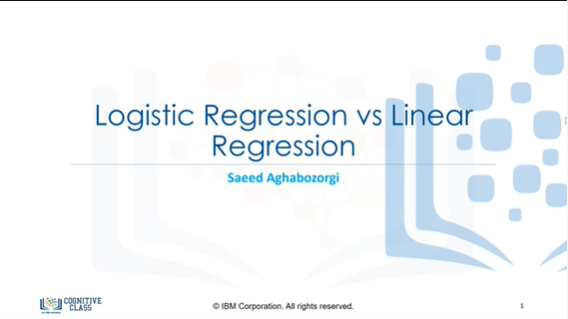 Logistic Regression vs Linear
Regression
Saeed Aghabozorgi
COGNITIVE
CLASS
© IBM Corporation. All rights reserved.
1